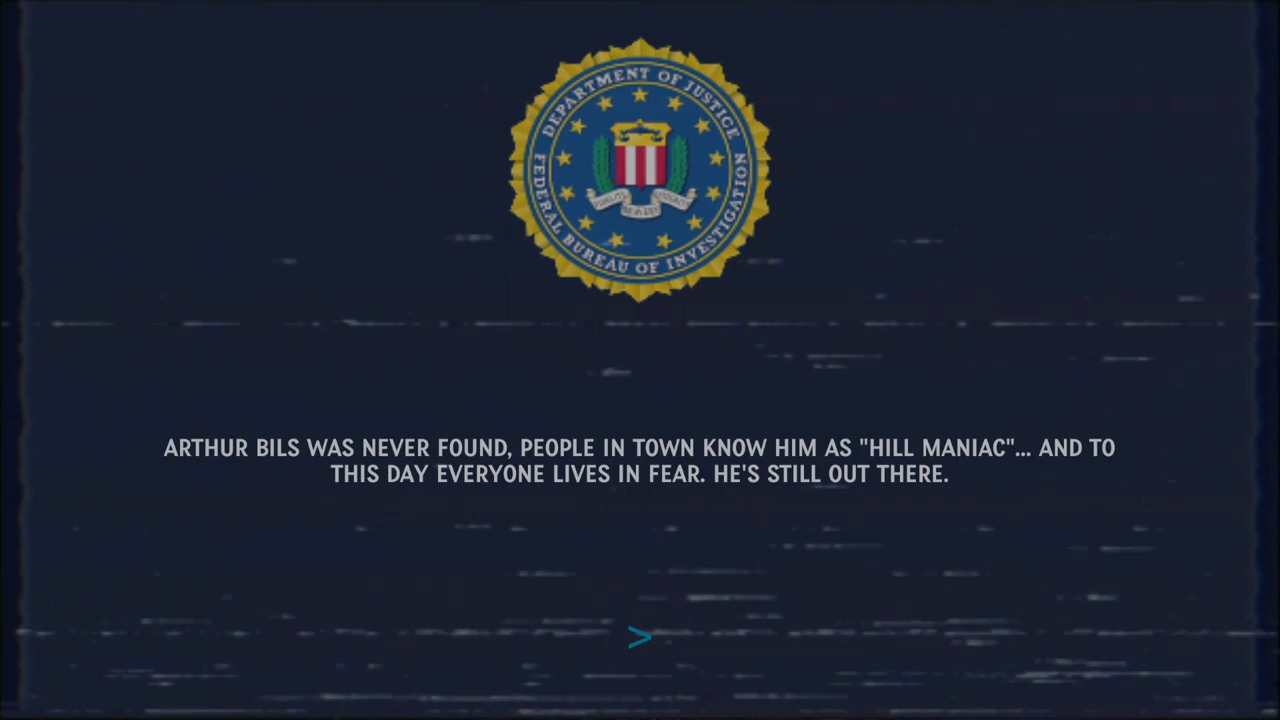 DEPARTMENT OF JUSTICE
FEDERAL BUREAU OF INVESTIGATION
ARTHUR BILS WAS NEVER FOUND, PEOPLE IN TOWN KNOW HIM AS "HILL MANIAC"... AND TO
THIS DAY EVERYONE LIVES IN FEAR. HE'S STILL OUT THERE.
>